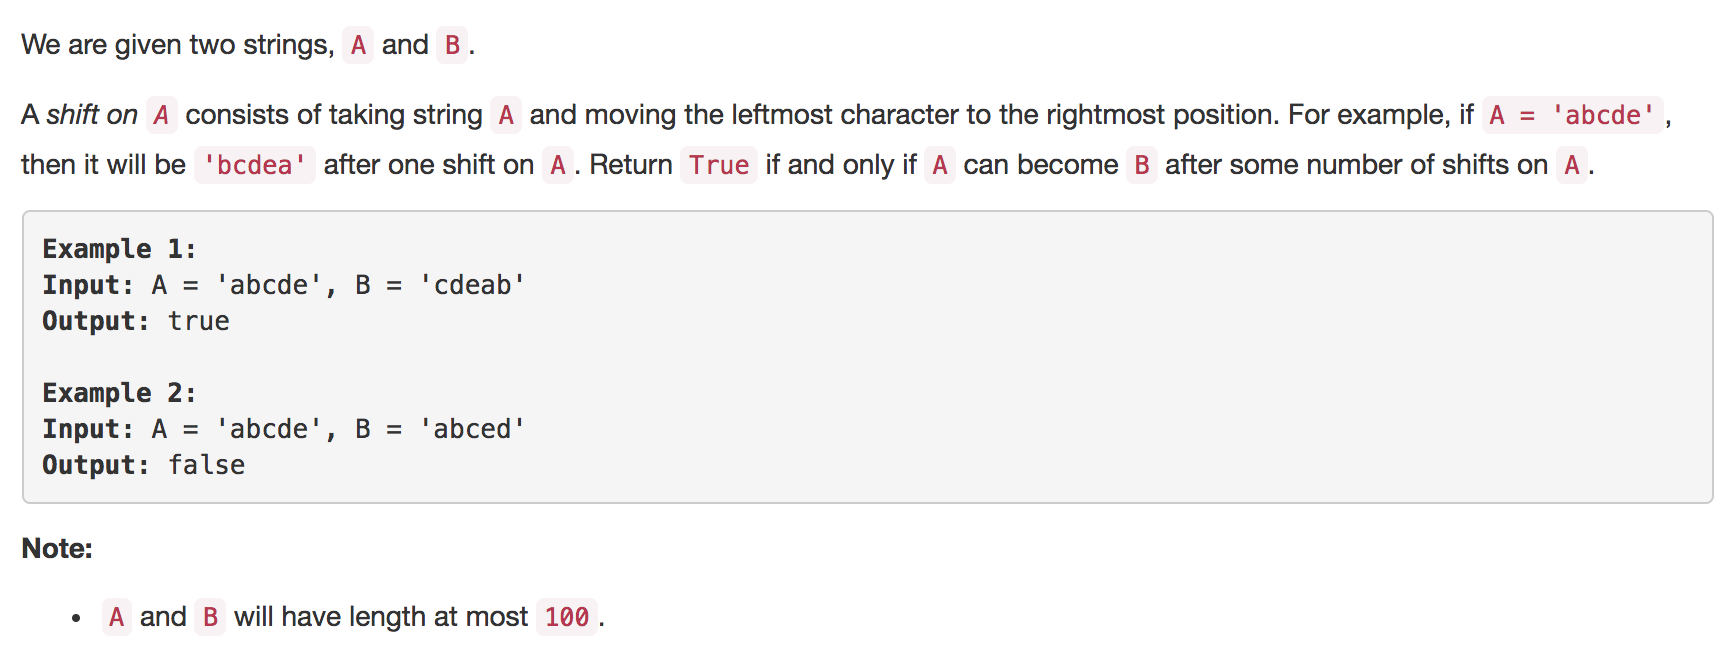 We are given two strings, A and B.
A shift on A consists of taking string A and moving the leftmost character to the rightmost position. For example, if A = 'abcde',
then it will be 'bcdea' after one shift on A. Return True if and only if A can become B after some number of shifts on A.
Example 1:
Input: A = 'abcde', B = 'cdeab'
Output: true
Example 2:
Input: A = 'abcde', B = 'abced'
Output: false
Note:
• A and B will have length at most 100.